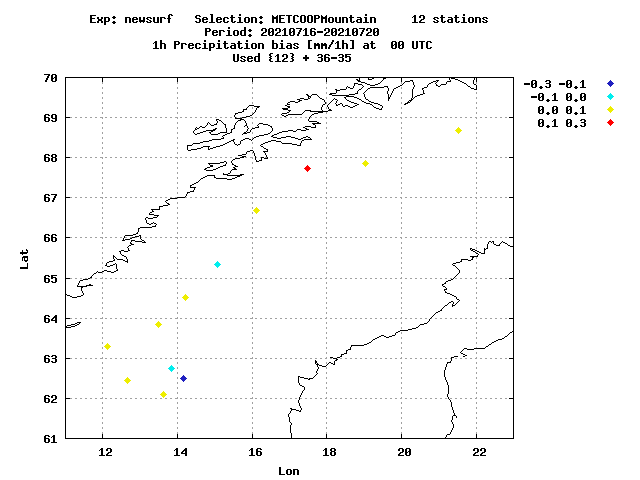 Exp: newsurf   Selection: METCOOPMountain     12 stations
Period: 20210716-20210720
1h Precipitation bias [mm/1h] at  00 UTC
Used {12} + 36-35
-0.3 -0.1
-0.1 0.0
0.0 0.1
0.1 0.3
70
69
68
67
66
65
64
63
62
61
Lat
12 14 16 18 20 22
Lon